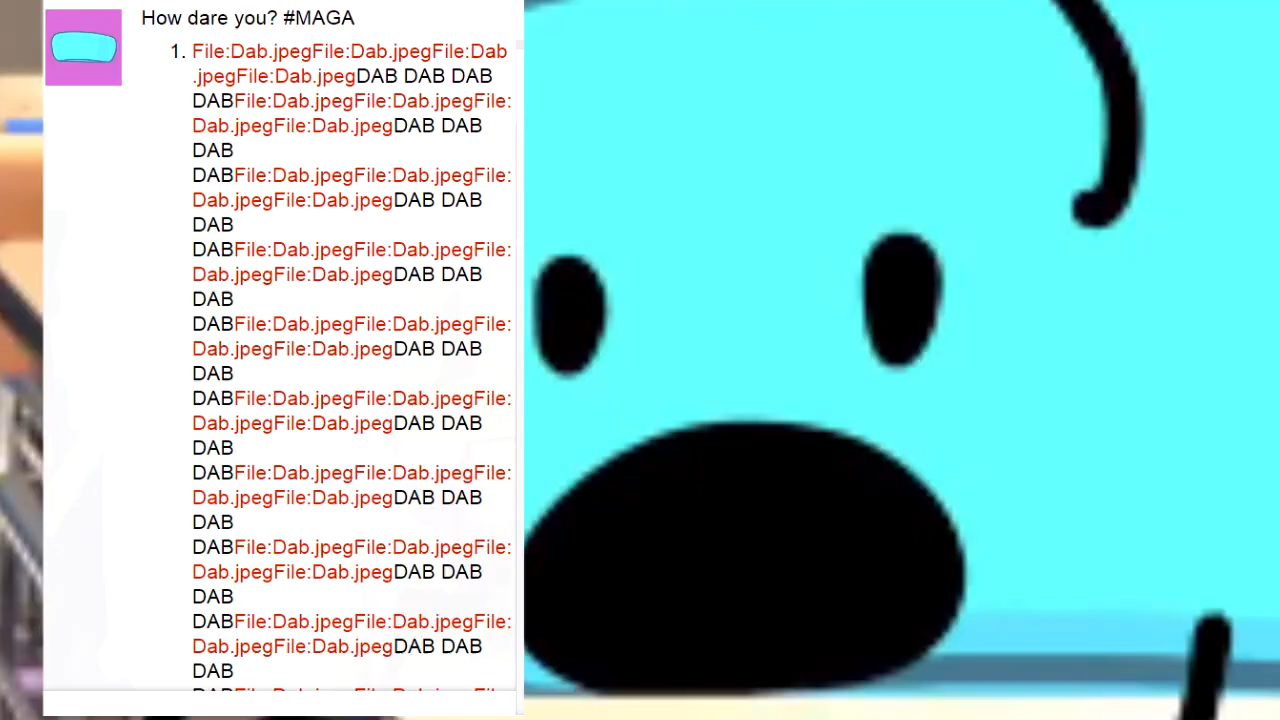 How dare you? #MAGA
1. File:Dab.jpegFile:Dab.jpegFile:Dab
.jpegFile:Dab.jpegDAB DAB DAB
DABFile:Dab.jpegFile:Dab.jpegFile:
Dab.jpegFile:Dab.jpegDAB DAB
DAB
DABFile:Dab.jpegFile:Dab.jpegFile:
Dab.jpegFile:Dab.jpegDAB DAB
DAB
DABFile:Dab.jpegFile:Dab.jpegFile:
Dab.jpegFile:Dab.jpegDAB DAB
DAB
DABFile:Dab.jpegFile:Dab.jpegFile:
Dab.jpegFile:Dab.jpegDAB DAB
DAB
DABFile:Dab.jpegFile:Dab.jpegFile:
Dab.jpegFile:Dab.jpegDAB DAB
DAB
DABFile:Dab.jpegFile:Dab.jpegFile:
Dab.jpegFile:Dab.jpegDAB DAB
DAB
DABFile:Dab.jpegFile:Dab.jpegFile:
Dab.jpegFile:Dab.jpegDAB DAB
DAB
DABFile:Dab.jpegFile:Dab.jpegFile:
Dab.jpegFile:Dab.jpegDAB DAB
DAB